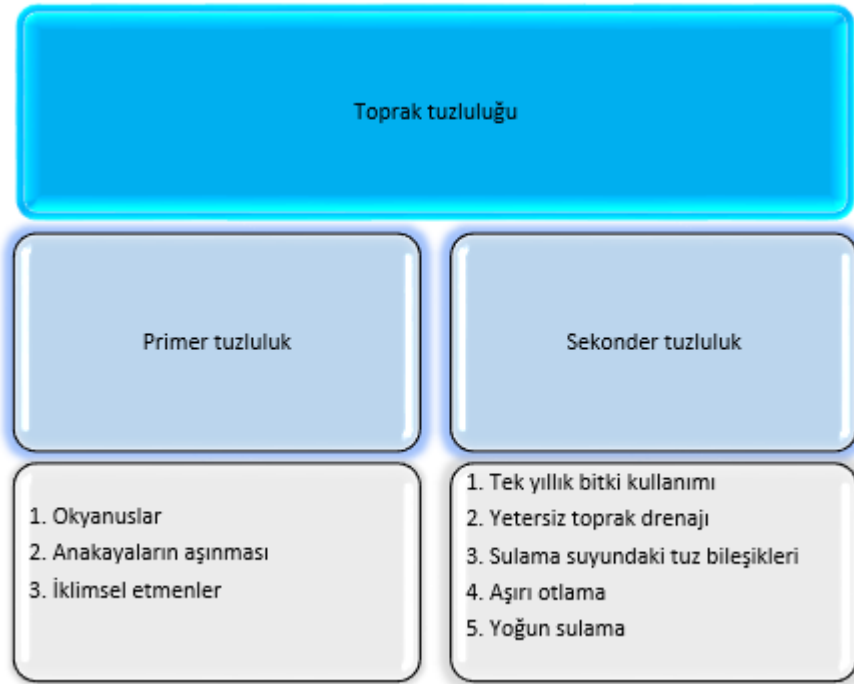 Toprak tuzluluğu
Primer tuzluluk
Sekonder tuzluluk
1. Okyanuslar
2. Anakayaların aşınması
3. İklimsel etmenler
1. Tek yıllık bitki kullanımı
2. Yetersiz toprak drenajı
3. Sulama suyundaki tuz bileşikleri
4. Aşırı otlama
5. Yoğun sulama